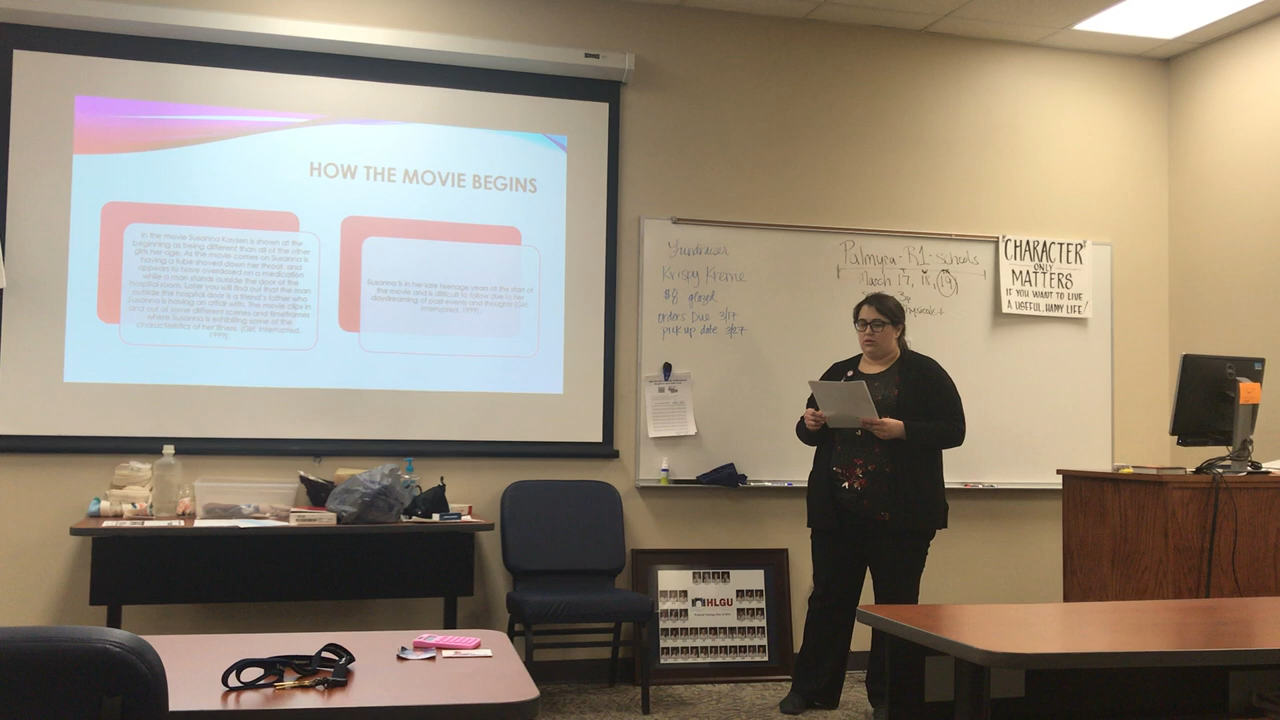 HOW THE MOVIE BEGINS
In the movie Susanna Kaysen is shown at the
beginning as being different than all of the other
girls her age. As the movie comes on Susanna is
having a tube shoved down her throat, and
appears to have overdosed on a medication
while a man stands outside the door of the
hospital room. Later you will find out that the man
outside the hospital door is a friend's father who
Susanna is having an affair with. The movie clips in
and out of some different scenes and timeframes
where Susanna is exhibiting some of the
characteristics of her illness. (Girl, Interrupted,
1999).
Susanna is in her late teenage years at the start of
the movie and is difficult to follow due to her
daydreaming of past events and thoughts (Girl,
Interrupted, 1999).
Fundraiser
Krispy Kreme
$8 glazed
orders Due 3/17
pick up date 3/27
Palmyra-R1-Schools
March 17, 18, 19
CHARACTER
ONLY
MATTERS
IF YOU WANT TO LIVE
A USEFUL, HAPPY LIFE!
HLGU